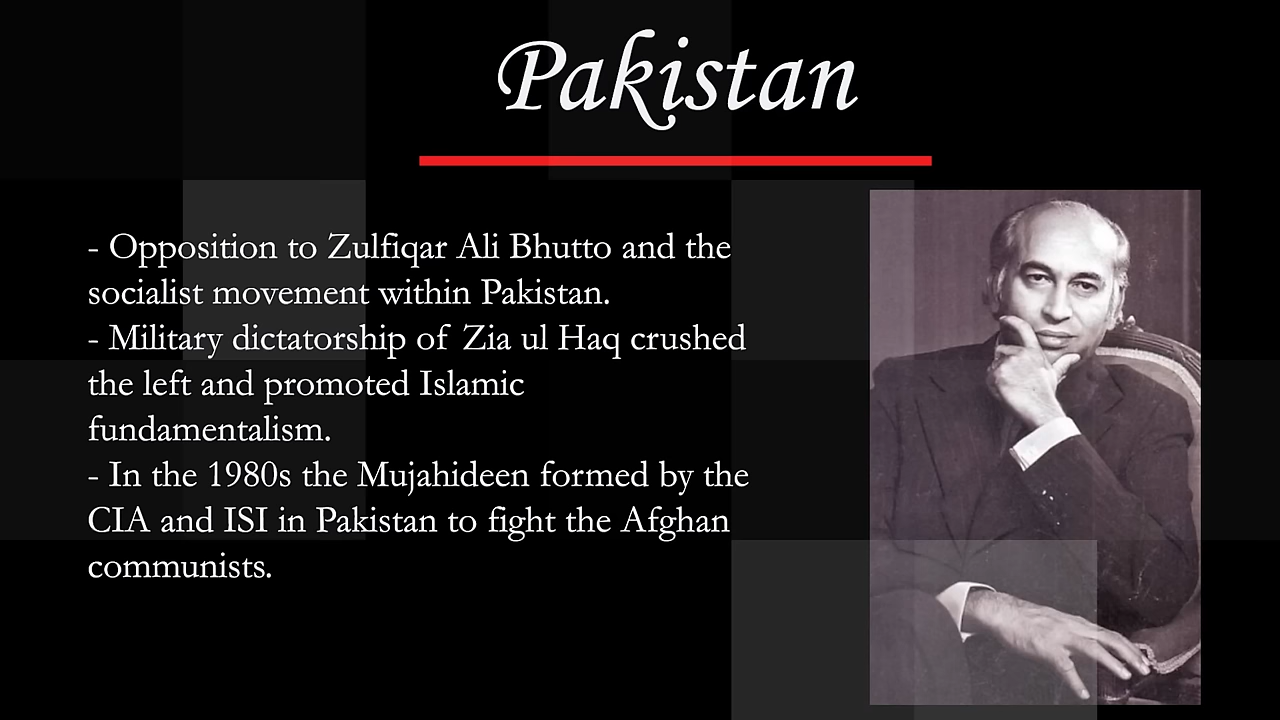 Pakistan
- Opposition to Zulfiqar Ali Bhutto and the
socialist movement within Pakistan.
- Military dictatorship of Zia ul Haq crushed
the left and promoted Islamic
fundamentalism.
- In the 1980s the Mujahideen formed by the
CIA and ISI in Pakistan to fight the Afghan
communists.